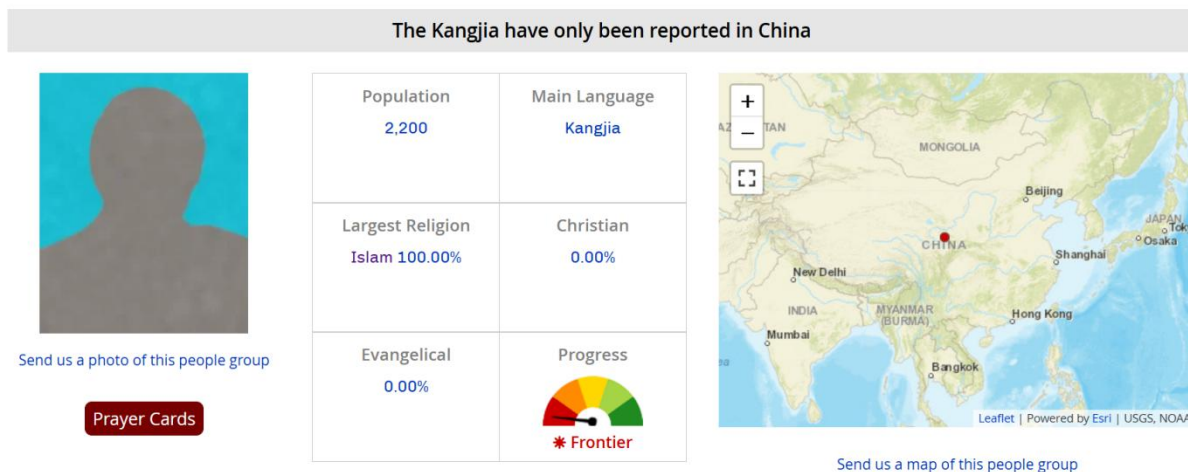 The Kangjia have only been reported in China
Send us a photo of this people group
Prayer Cards
Population
2,200
Main Language
Kangjia
Largest Religion
Islam 100.00%
Christian
0.00%
Evangelical
0.00%
Progress
✷ Frontier
+
−
TAN
MONGOLIA
Beijing
JAPAN
Osaka
CHINA
Shanghai
New Delhi
INDIA
MYANMAR
(BURMA)
Hong Kong
Mumbai
Bangkok
Leaflet | Powered by Esri | USGS, NOAA
Send us a map of this people group